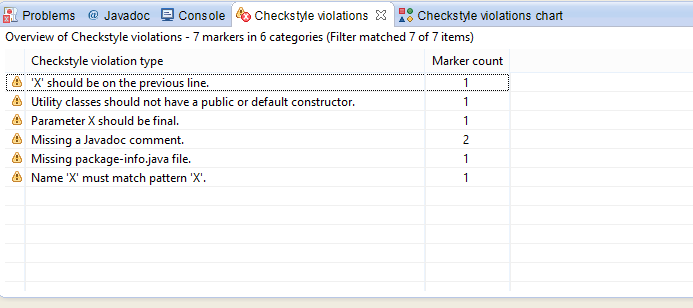 Problems @ Javadoc Console Checkstyle violations Checkstyle violations chart
Overview of Checkstyle violations - 7 markers in 6 categories (Filter matched 7 of 7 items)
Checkstyle violation type Marker count
'X' should be on the previous line. 1
Utility classes should not have a public or default constructor. 1
Parameter X should be final. 1
Missing a Javadoc comment. 2
Missing package-info.java file. 1
Name 'X' must match pattern 'X'. 1